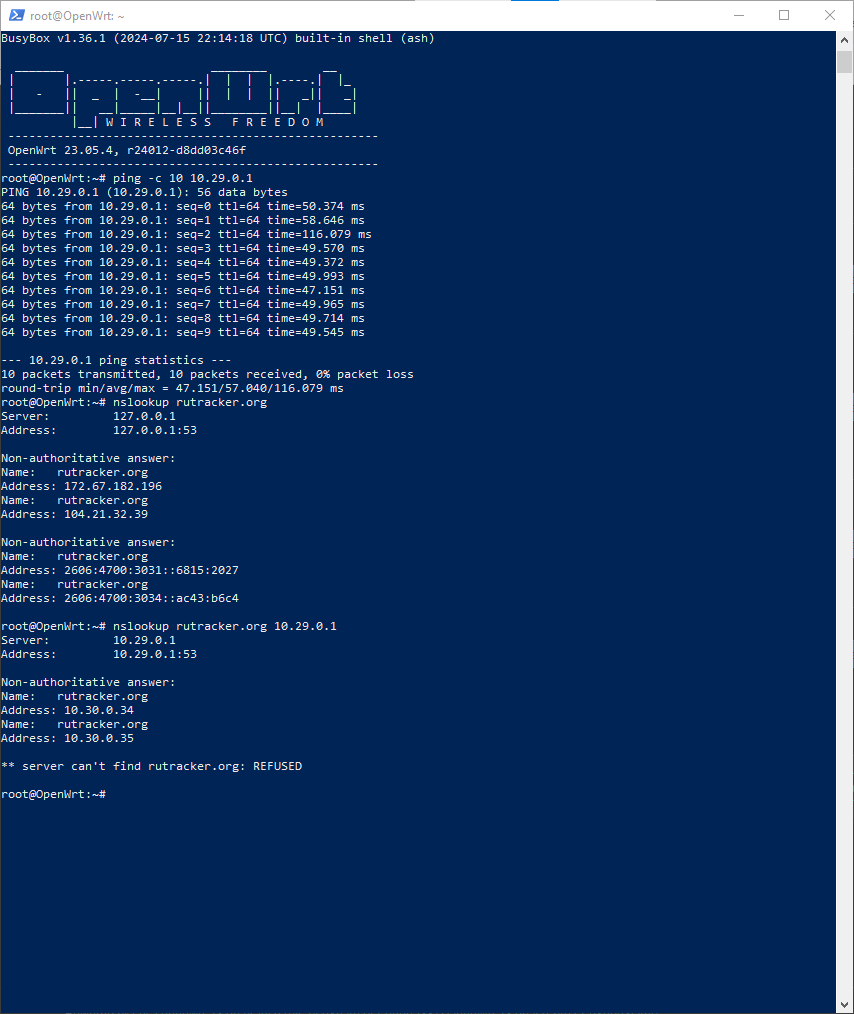 root@OpenWrt: ~
BusyBox v1.36.1 (2024-07-15 22:14:18 UTC) built-in shell (ash)
OpenWrt
W I R E L E S S   F R E E D O M
-----------------------------------------------------
OpenWrt 23.05.4, r24012-d8dd03c46f
-----------------------------------------------------
root@OpenWrt:~# ping -c 10 10.29.0.1
PING 10.29.0.1 (10.29.0.1): 56 data bytes
64 bytes from 10.29.0.1: seq=0 ttl=64 time=50.374 ms
64 bytes from 10.29.0.1: seq=1 ttl=64 time=58.646 ms
64 bytes from 10.29.0.1: seq=2 ttl=64 time=116.079 ms
64 bytes from 10.29.0.1: seq=3 ttl=64 time=49.570 ms
64 bytes from 10.29.0.1: seq=4 ttl=64 time=49.372 ms
64 bytes from 10.29.0.1: seq=5 ttl=64 time=49.993 ms
64 bytes from 10.29.0.1: seq=6 ttl=64 time=47.151 ms
64 bytes from 10.29.0.1: seq=7 ttl=64 time=49.965 ms
64 bytes from 10.29.0.1: seq=8 ttl=64 time=49.714 ms
64 bytes from 10.29.0.1: seq=9 ttl=64 time=49.545 ms
--- 10.29.0.1 ping statistics ---
10 packets transmitted, 10 packets received, 0% packet loss
round-trip min/avg/max = 47.151/57.040/116.079 ms
root@OpenWrt:~# nslookup rutracker.org
Server:         127.0.0.1
Address:        127.0.0.1:53
Non-authoritative answer:
Name:   rutracker.org
Address: 172.67.182.196
Name:   rutracker.org
Address: 104.21.32.39
Non-authoritative answer:
Name:   rutracker.org
Address: 2606:4700:3031::6815:2027
Name:   rutracker.org
Address: 2606:4700:3034::ac43:b6c4
root@OpenWrt:~# nslookup rutracker.org 10.29.0.1
Server:         10.29.0.1
Address:        10.29.0.1:53
Non-authoritative answer:
Name:   rutracker.org
Address: 10.30.0.34
Name:   rutracker.org
Address: 10.30.0.35
** server can't find rutracker.org: REFUSED
root@OpenWrt:~#